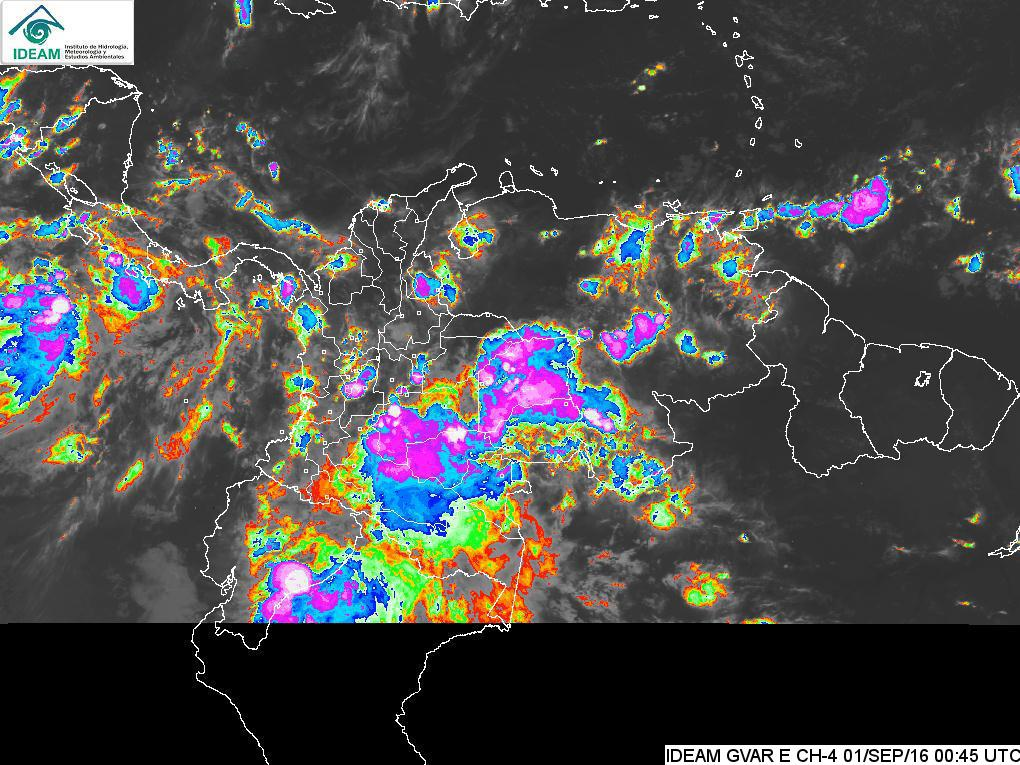 IDEAM
Instituto de Hidrología,
Meteorología y
Estudios Ambientales
IDEAM GVAR E CH-4 01/SEP/16 00:45 UTC